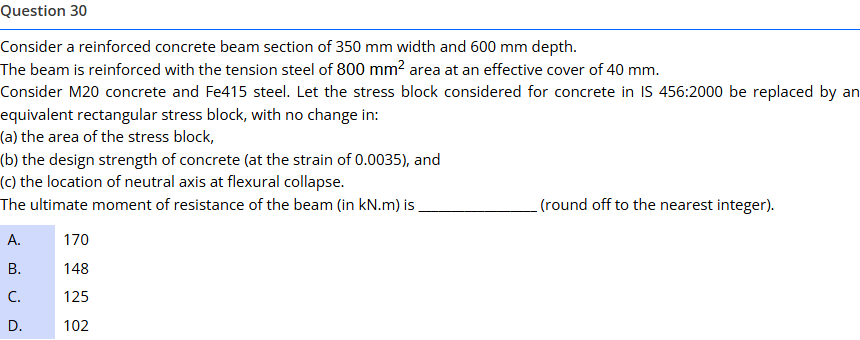 Question 30
Consider a reinforced concrete beam section of 350 mm width and 600 mm depth.
The beam is reinforced with the tension steel of 800 mm² area at an effective cover of 40 mm.
Consider M20 concrete and Fe415 steel. Let the stress block considered for concrete in IS 456:2000 be replaced by an
equivalent rectangular stress block, with no change in:
(a) the area of the stress block,
(b) the design strength of concrete (at the strain of 0.0035), and
(c) the location of neutral axis at flexural collapse.
The ultimate moment of resistance of the beam (in kN.m) is ________________ (round off to the nearest integer).
A. 170
B. 148
C. 125
D. 102